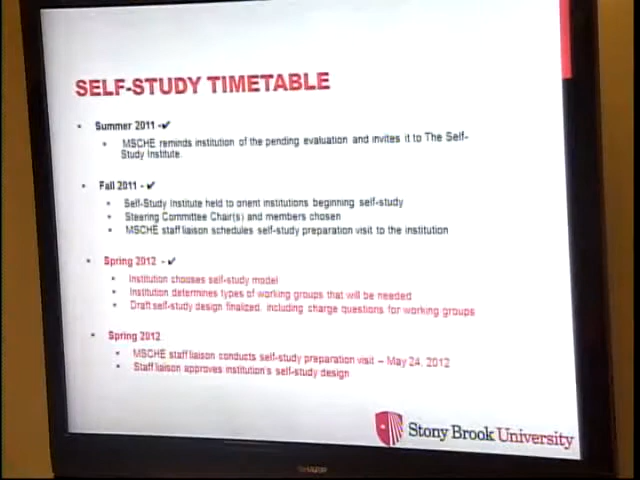 SELF-STUDY TIMETABLE
• Summer 2011 -✔
• MSCHE reminds institution of the pending evaluation and invites it to The Self-
Study Institute.
• Fall 2011 - ✔
• Self-Study Institute held to orient institutions beginning self-study
• Steering Committee Chair(s) and members chosen
• MSCHE staff liaison schedules self-study preparation visit to the institution
• Spring 2012 - ✔
• Institution chooses self-study model
• Institution determines types of working groups that will be needed
• Draft self-study design finalized, including charge questions for working groups
• Spring 2012
• MSCHE staff liaison conducts self-study preparation visit – May 24, 2012
• Staff liaison approves institution's self-study design
Stony Brook University
SHARP